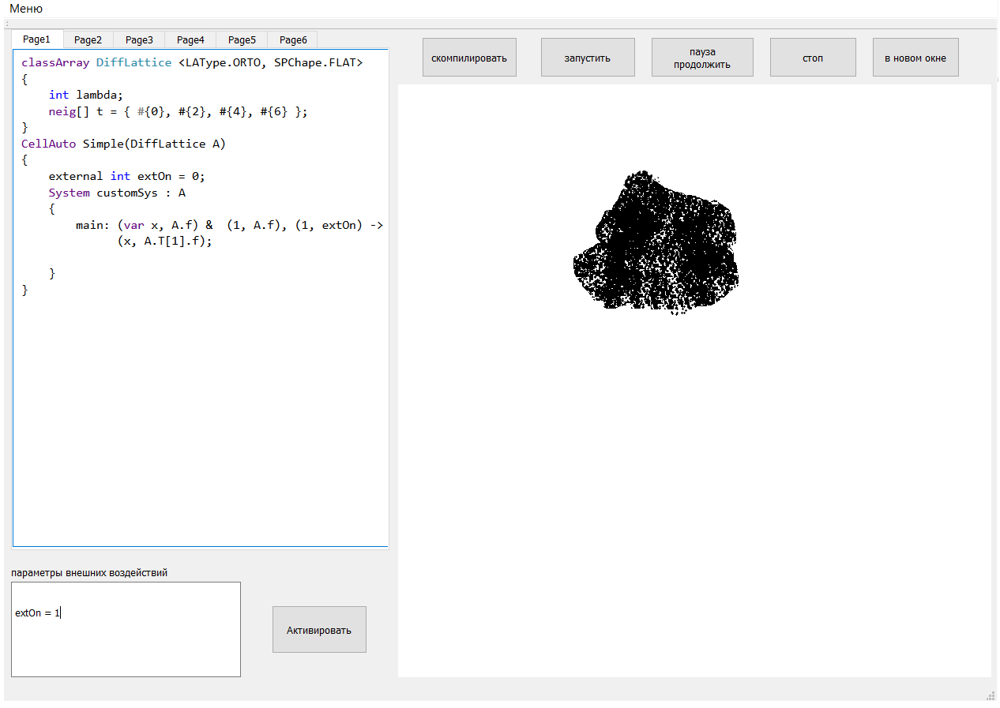 Меню
Page1 Page2 Page3 Page4 Page5 Page6
classArray DiffLattice <LAType.ORTO, SPChape.FLAT>
{
    int lambda;
    neig[] t = { #{0}, #{2}, #{4}, #{6} };
}
CellAuto Simple(DiffLattice A)
{
    external int extOn = 0;
    System customSys : A
    {
        main: (var x, A.f) &  (1, A.f), (1, extOn) ->
              (x, A.T[1].f);
    }
}
скомпилировать
запустить
пауза
продолжить
стоп
в новом окне
параметры внешних воздействий
extOn = 1
Активировать